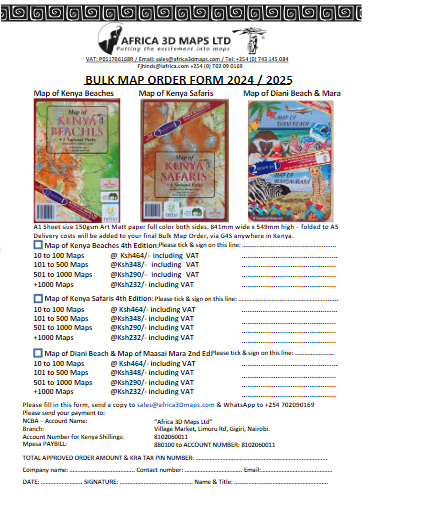 AFRICA 3D MAPS LTD
Putting the excitement into maps
VAT: P051706168R / Email: sales@africa3dmaps.com / Tel: +254 (0) 743 145 084
Fjhinds@iafrica.com +254 (0) 702 09 0169
BULK MAP ORDER FORM 2024 / 2025
Map of Kenya Beaches Map of Kenya Safaris Map of Diani Beach & Mara
Map of
KENYA
BEACHES
Map of
KENYA
SAFARIS
MAP OF
DIANI BEACH
MAP OF
MAASAI MARA
A1 Sheet size 150gsm Art Matt paper full color both sides. 841mm wide x 549mm high – folded to A5
Delivery costs will be added to your final Bulk Map Order, via G4S anywhere in Kenya.
Map of Kenya Beaches 4th Edition: Please tick & sign on this line: ..............................
10 to 100 Maps @ Ksh464/- including VAT ..............................
101 to 500 Maps @Ksh348/- including VAT ..............................
501 to 1000 Maps @Ksh290/- including VAT ..............................
+1000 Maps @Ksh232/- including VAT ..............................
Map of Kenya Safaris 4th Edition: Please tick & sign on this line: ..............................
10 to 100 Maps @Ksh464/- including VAT ..............................
101 to 500 Maps @Ksh348/- including VAT ..............................
501 to 1000 Maps @Ksh290/- including VAT ..............................
+1000 Maps @Ksh232/- including VAT ..............................
Map of Diani Beach & Map of Maasai Mara 2nd Ed Please tick & sign on this line: ....................
10 to 100 Maps @Ksh464/- including VAT ..............................
101 to 500 Maps @Ksh348/- including VAT ..............................
501 to 1000 Maps @Ksh290/- including VAT ..............................
+1000 Maps @Ksh232/- including VAT ..............................
Please fill in this form, send a copy to sales@africa3Dmaps.com & WhatsApp to +254 702090169
Please send your payment to:
NCBA – Account Name: "Africa 3D Maps Ltd"
Branch: Village Market, Limuru Rd, Gigiri, Nairobi.
Account Number for Kenya Shillings: 8102060011
Mpesa PAYBILL: 880100 to ACCOUNT NUMBER: 8102060011
TOTAL APPROVED ORDER AMOUNT & KRA TAX PIN NUMBER: ..............................
Company name: .................... Contact number: .................... Email: ....................
DATE: .................... SIGNATURE: .................... Name & Title: ....................